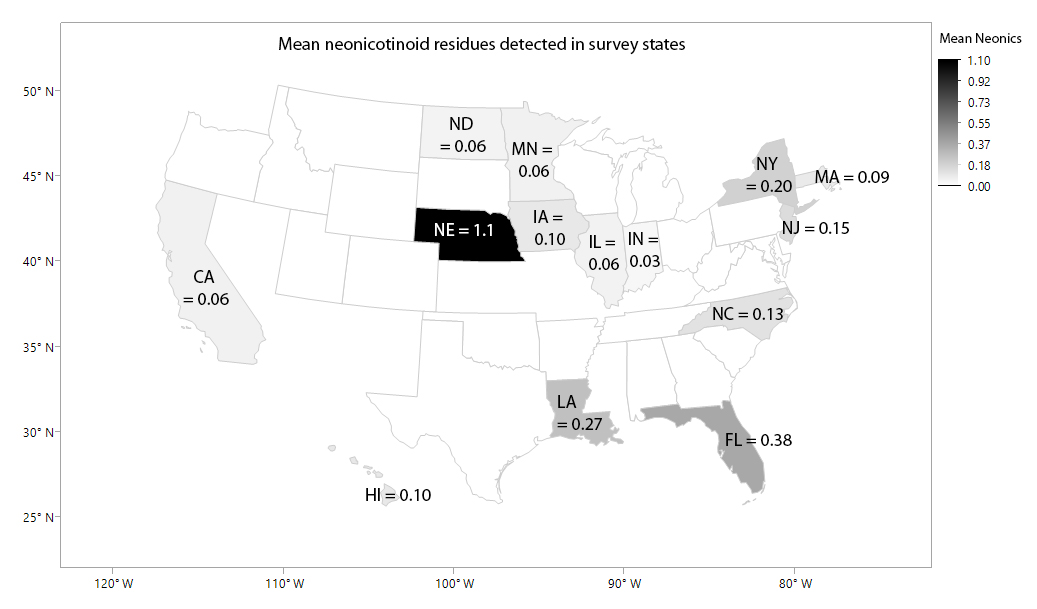 Mean neonicotinoid residues detected in survey states
Mean Neonics
1.10
0.92
0.73
0.55
0.37
0.18
0.00
50° N
45° N
40° N
35° N
30° N
25° N
ND
= 0.06
MN =
0.06
NY
= 0.20
MA = 0.09
NE = 1.1
IA =
0.10
NJ = 0.15
IL =
0.06
IN =
0.03
CA
= 0.06
NC = 0.13
LA
= 0.27
FL = 0.38
HI = 0.10
120° W
110° W
100° W
90° W
80° W